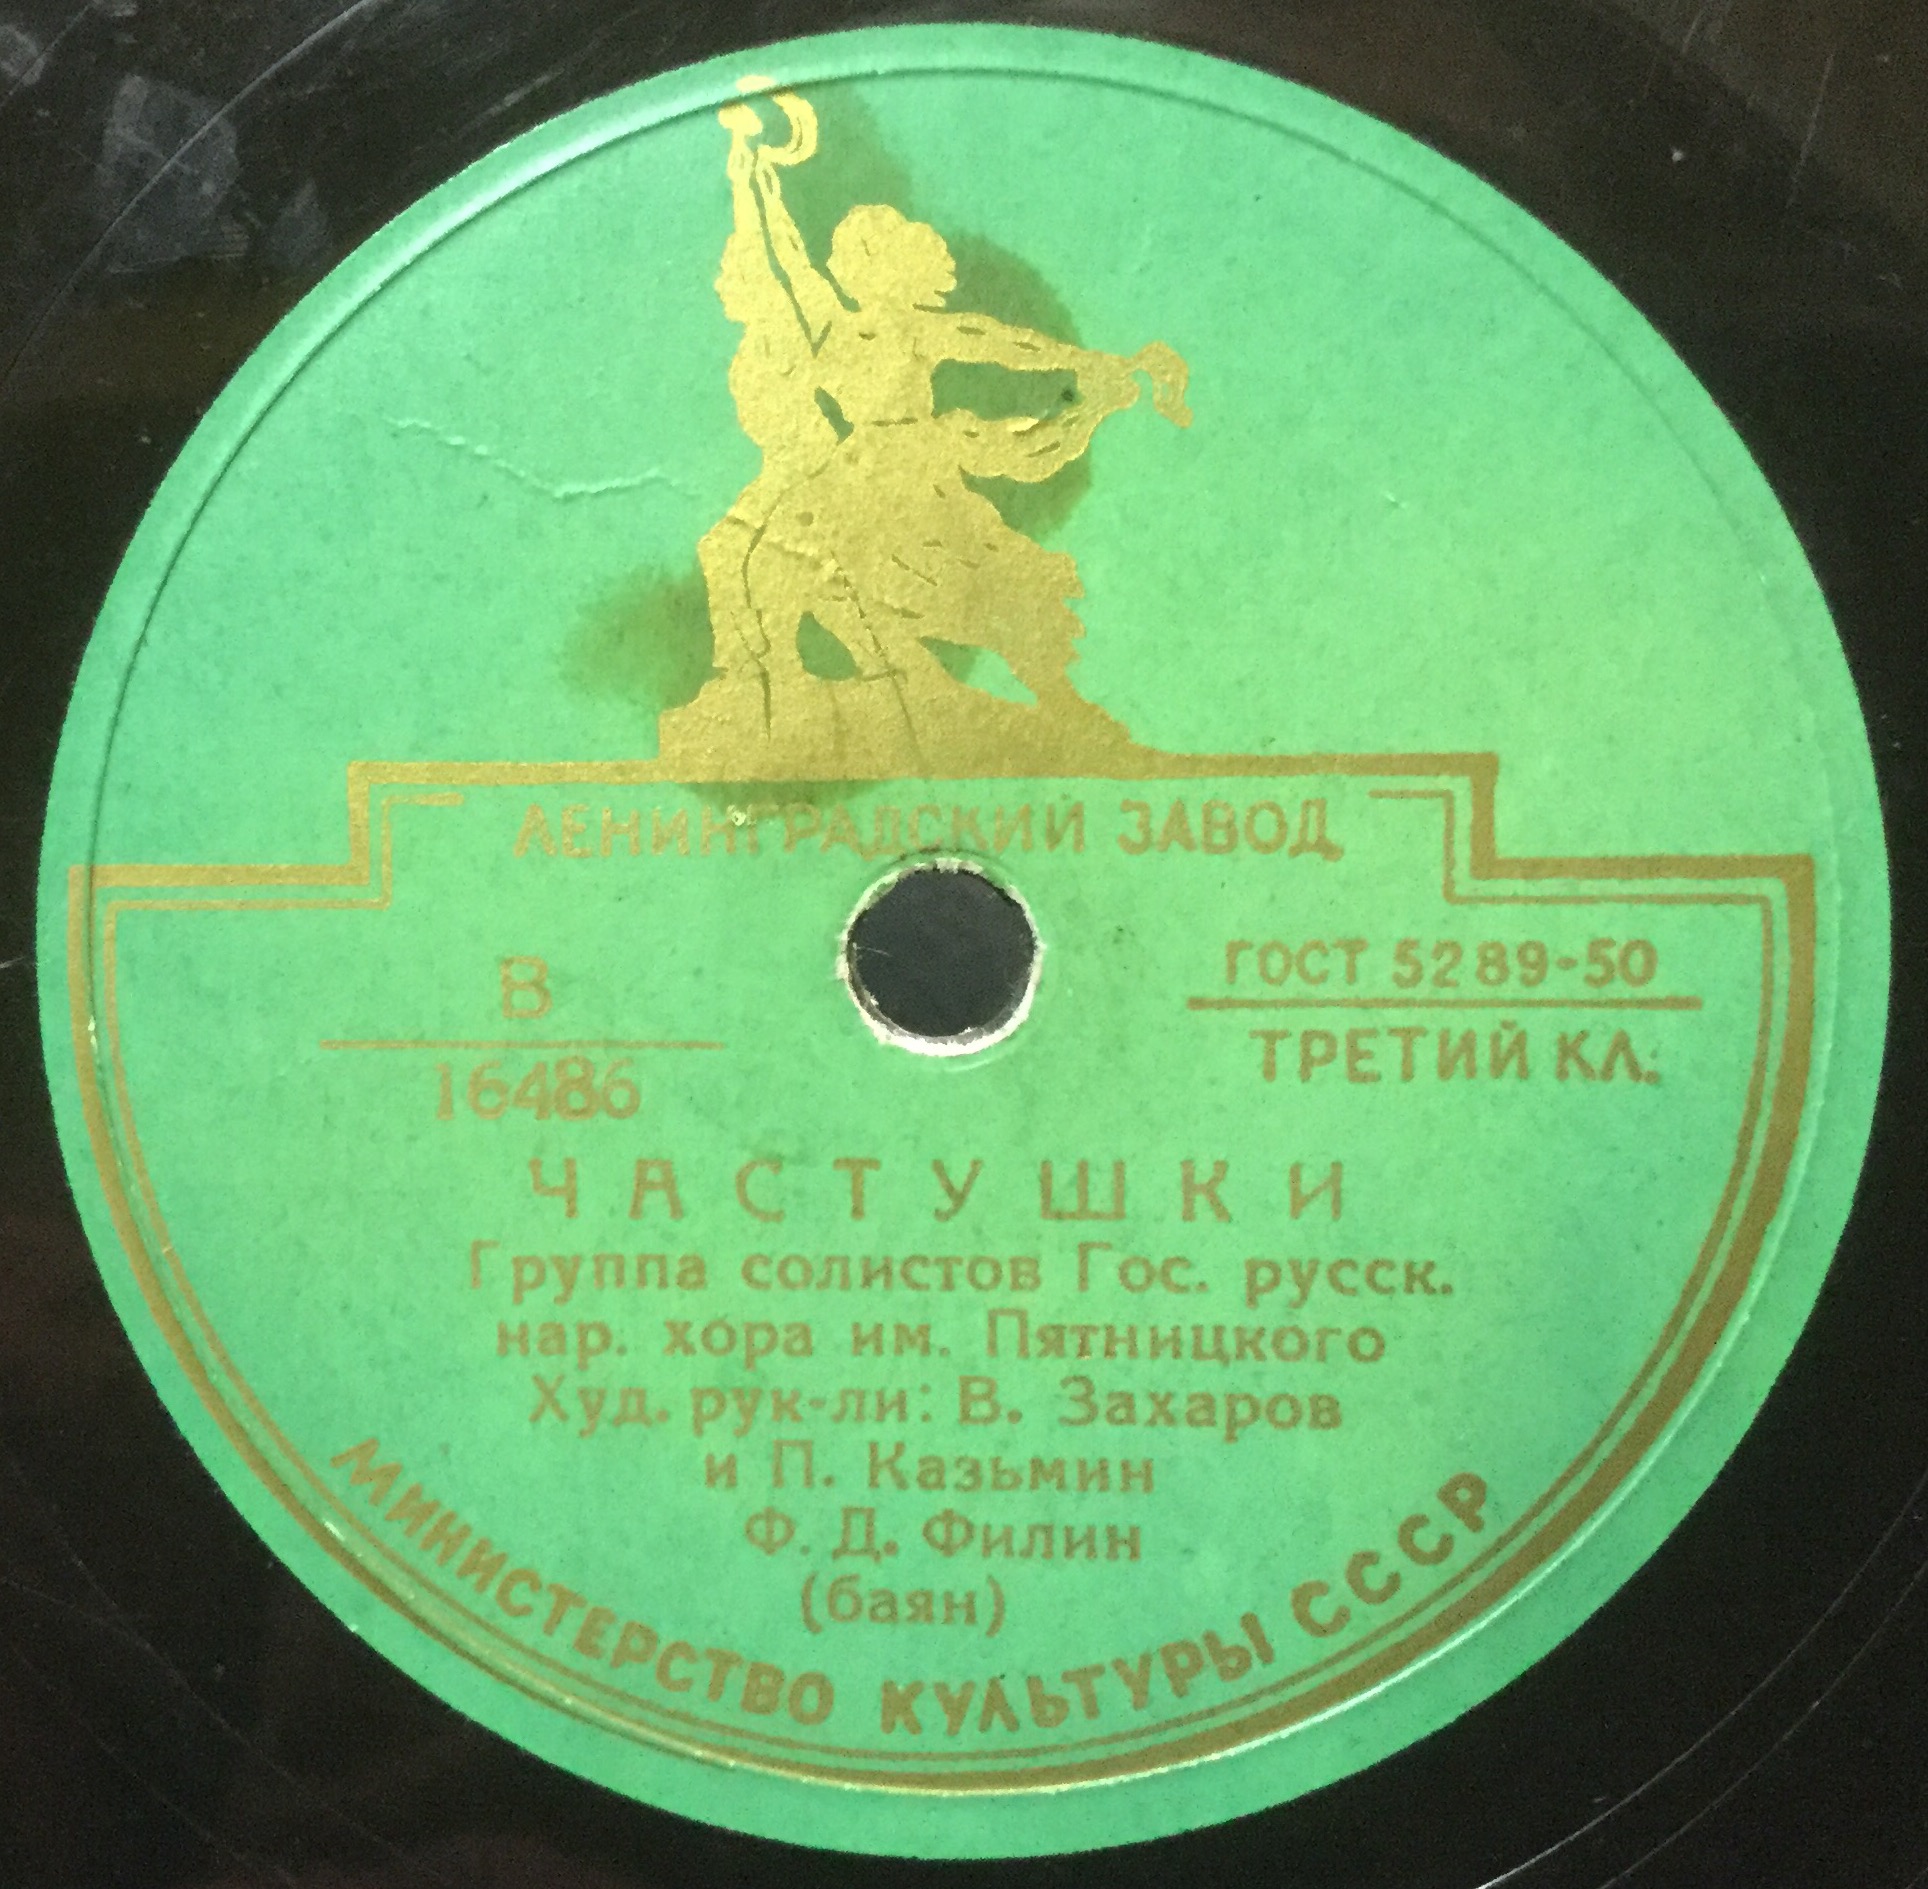 ЛЕНИНГРАДСКИЙ ЗАВОД
В
16486
ГОСТ 5289-50
ТРЕТИЙ КЛ.
ЧАСТУШКИ
Группа солистов Гос. русск.
нар. хора им. Пятницкого
Худ. рук-ли: В. Захаров
и П. Казьмин
Ф. Д. Филин
(баян)
МИНИСТЕРСТВО КУЛЬТУРЫ СССР